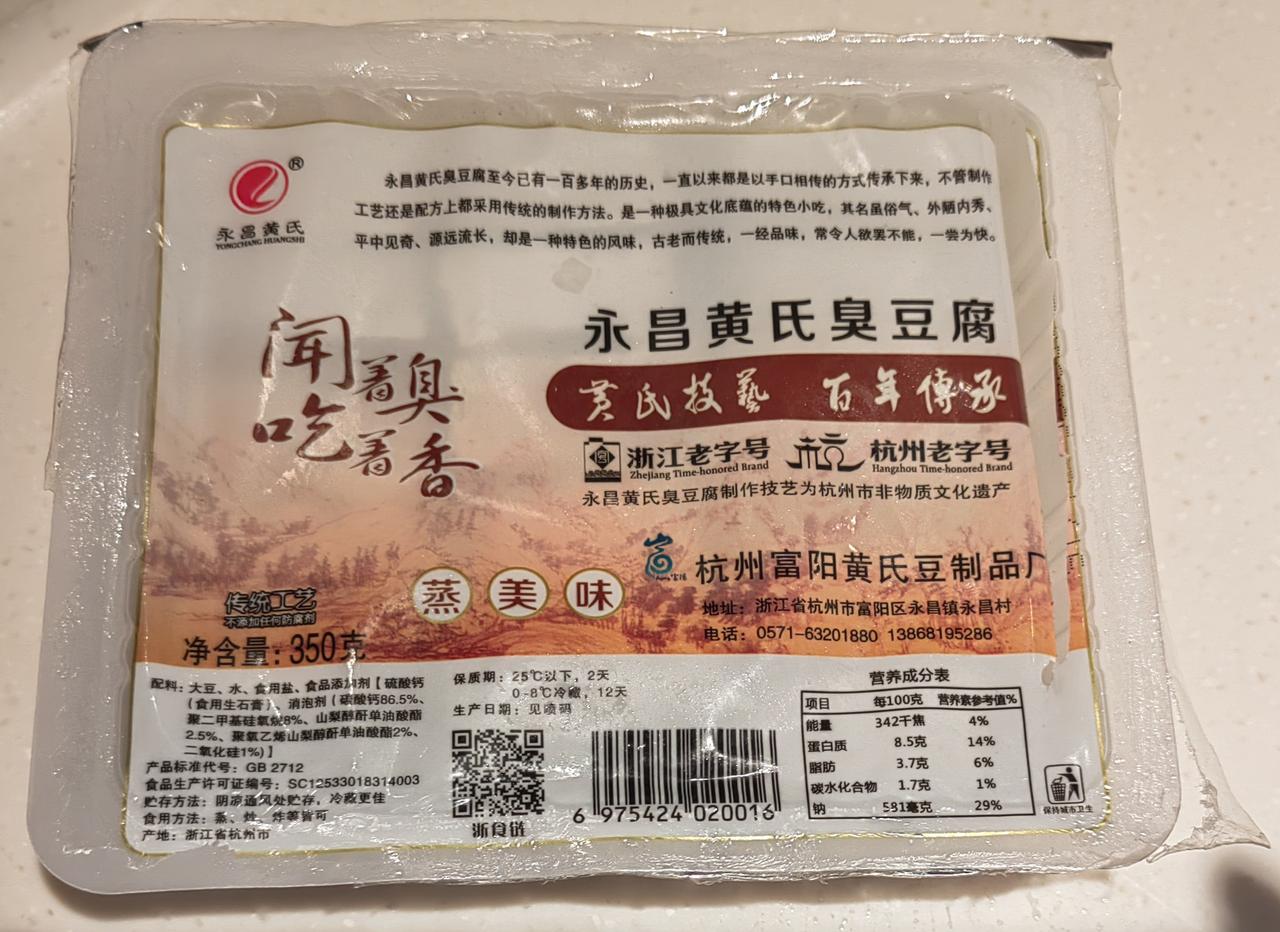 永昌黄氏
YONGCHANG HUANGSHI
永昌黄氏臭豆腐至今已有一百多年的历史，一直以来都是以手口相传的方式传承下来，不管制作
工艺还是配方上都采用传统的制作方法。是一种极具文化底蕴的特色小吃，其名虽俗气、外陋内秀、
平中见奇、源远流长，却是一种特色的风味，古老而传统，一经品味，常令人欲罢不能，一尝为快。
闻着臭
吃着香
永昌黄氏臭豆腐
黄氏技藝 百年傳承
浙江老字号
Zhejiang Time-honored Brand
杭州老字号
Hangzhou Time-honored Brand
永昌黄氏臭豆腐制作技艺为杭州市非物质文化遗产
杭州富阳黄氏豆制品厂
地址：浙江省杭州市富阳区永昌镇永昌村
电话：0571-63201880 13868195286
蒸 美 味
传统工艺
不添加任何防腐剂
净含量：350克
配料：大豆、水、食用盐、食品添加剂【硫酸钙
（食用生石膏）、消泡剂（碳酸钙86.5%、
聚二甲基硅氧烷8%、山梨醇酐单油酸酯
2.5%、聚氧乙烯山梨醇酐单油酸酯2%、
二氧化硅1%)】
产品标准代号：GB 2712
食品生产许可证编号：SC12533018314003
贮存方法：阴凉通风处贮存，冷藏更佳
食用方法：蒸、炖、炸等皆可
产地：浙江省杭州市
保质期：25℃以下，2天
0-8℃冷藏，12天
生产日期：见喷码
浙食链
6 975424 020016
营养成分表
项目 每100克 营养素参考值%
能量 342千焦 4%
蛋白质 8.5克 14%
脂肪 3.7克 6%
碳水化合物 1.7克 1%
钠 581毫克 29%
保持城市卫生